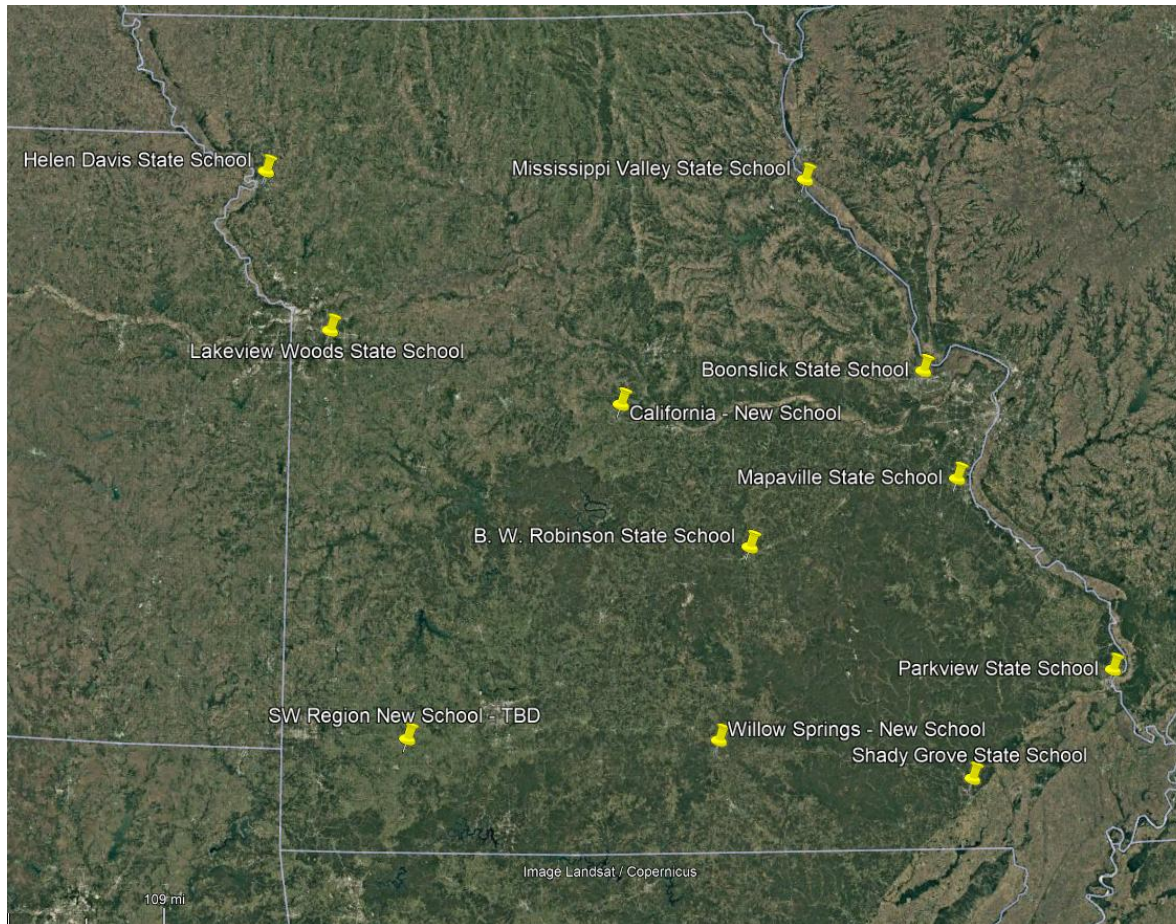 Helen Davis State School
Mississippi Valley State School
Lakeview Woods State School
Boonslick State School
California - New School
Mapaville State School
B. W. Robinson State School
Parkview State School
SW Region New School - TBD
Willow Springs - New School
Shady Grove State School
Image Landsat / Copernicus
109 mi